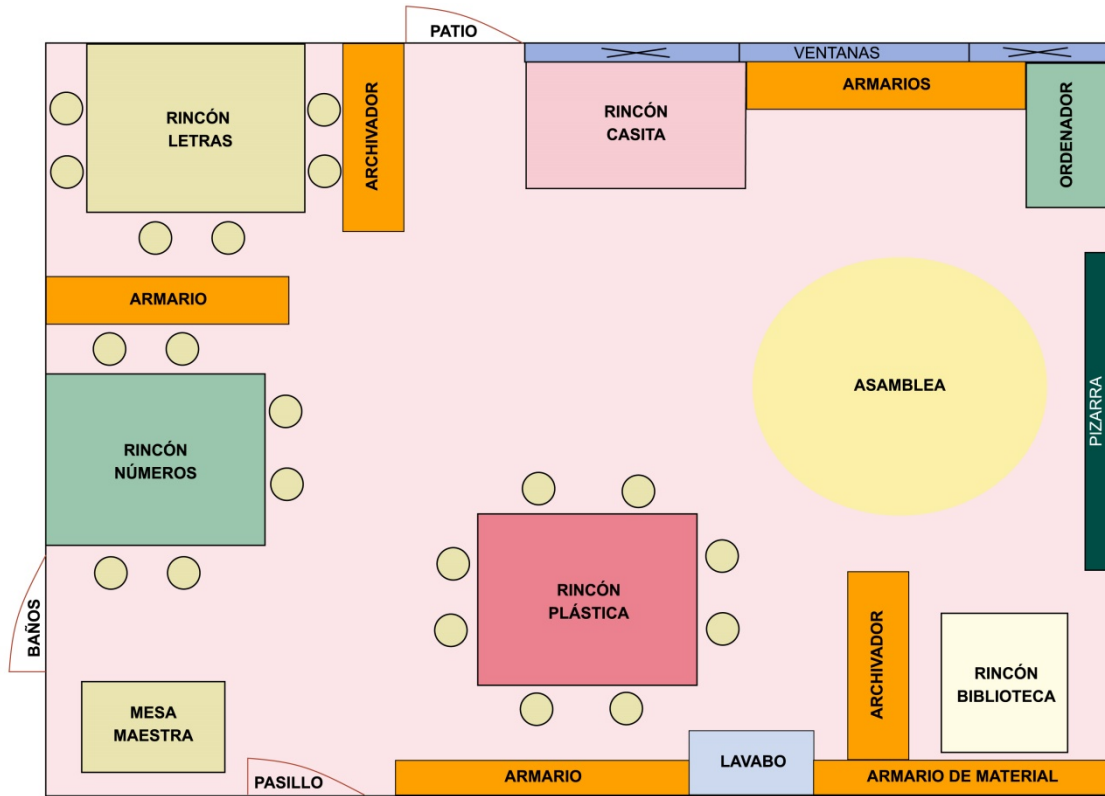 PATIO
VENTANAS
RINCÓN
LETRAS
ARCHIVADOR
RINCÓN
CASITA
ARMARIOS
ORDENADOR
ARMARIO
ASAMBLEA
PIZARRA
RINCÓN
NÚMEROS
RINCÓN
PLÁSTICA
BAÑOS
ARCHIVADOR
RINCÓN
BIBLIOTECA
MESA
MAESTRA
PASILLO
ARMARIO
LAVABO
ARMARIO DE MATERIAL